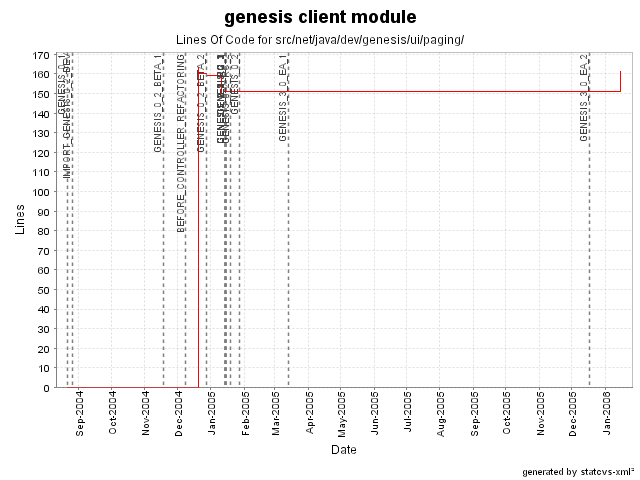 genesis client module
Lines Of Code for src/net/java/dev/genesis/ui/paging/
170
160
150
140
130
120
110
100
90
80
70
60
50
40
30
20
10
0
Lines
GENESIS_0_2_BETA_1
BEFORE_CONTROLLER_REFACTORING
GENESIS_0_2_BETA_2
GENESIS_0_2
GENESIS_3_0_EA_1
GENESIS_3_0_EA_2
Sep-2004
Oct-2004
Nov-2004
Dec-2004
Jan-2005
Feb-2005
Mar-2005
Apr-2005
May-2005
Jun-2005
Jul-2005
Aug-2005
Sep-2005
Oct-2005
Nov-2005
Dec-2005
Jan-2006
Date
generated by statcvs-xml²